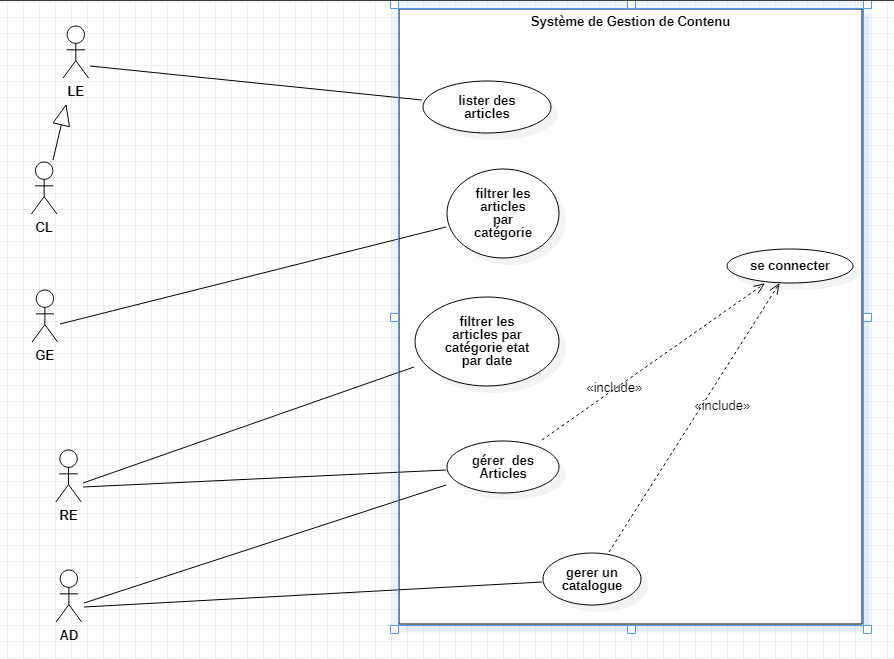 Système de Gestion de Contenu
LE
lister des
articles
CL
filtrer les
articles
par
catégorie
se connecter
GE
filtrer les
articles par
catégorie etat
par date
«include»
«include»
gérer  des
Articles
RE
gerer un
catalogue
AD